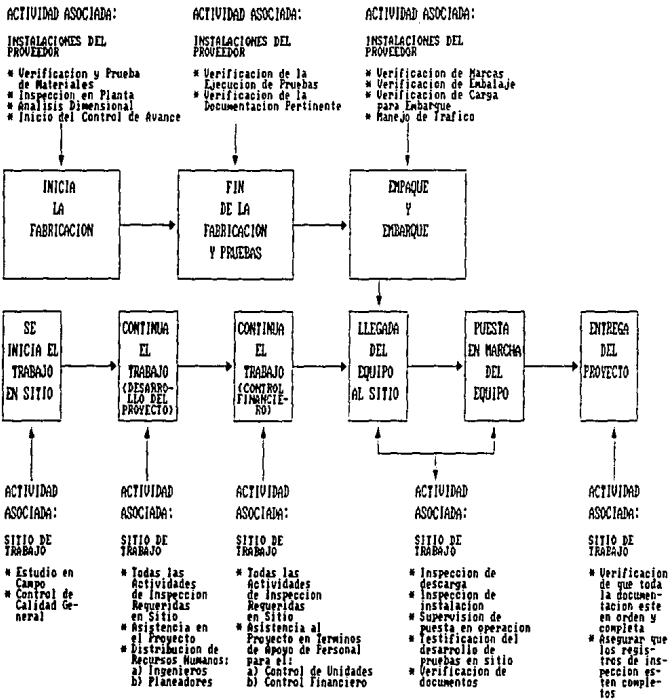 ACTIVIDAD ASOCIADA:
INSTALACIONES DEL
PROVEEDOR
* Verificacion y Prueba
de Materiales
* Inspeccion en Planta
* Analisis Dimensional
* Inicio del Control de Avance
ACTIVIDAD ASOCIADA:
INSTALACIONES DEL
PROVEEDOR
* Verificacion de la
Ejecucion de Pruebas
* Verificacion de la
Documentacion Pertinente
ACTIVIDAD ASOCIADA:
INSTALACIONES DEL
PROVEEDOR
* Verificacion de Marcas
* Verificacion de Embalaje
* Verificacion de Carga
para Embarque
* Manejo de Trafico
INICIA
LA
FABRICACION
FIN
DE LA
FABRICACION
Y PRUEBAS
EMPAQUE
Y
EMBARQUE
SE
INICIA EL
TRABAJO
EN SITIO
CONTINUA
EL
TRABAJO
(DESARRO-
LLO DEL
PROYECTO)
CONTINUA
EL
TRABAJO
(CONTROL
FINANCIE-
RO)
LLEGADA
DEL
EQUIPO
AL SITIO
PUESTA
EN MARCHA
DEL
EQUIPO
ENTREGA
DEL
PROYECTO
ACTIVIDAD
ASOCIADA:
SITIO DE
TRABAJO
* Estudio en
Campo
* Control de
Calidad Ge-
neral
ACTIVIDAD
ASOCIADA:
SITIO DE
TRABAJO
* Todas las
Actividades
de Inspeccion
Requeridas
en Sitio
* Asistencia en
el Proyecto
* Distribucion de
Recursos Humanos:
a) Ingenieros
b) Planeadores
ACTIVIDAD
ASOCIADA:
SITIO DE
TRABAJO
* Todas las
Actividades
de Inspeccion
Requeridas
en Sitio
* Asistencia al
Proyecto en Terminos
de Apoyo de Personal
para el:
a) Control de Unidades
b) Control Financiero
ACTIVIDAD
ASOCIADA:
SITIO DE
TRABAJO
* Inspeccion de
descarga
* Inspeccion de
instalacion
* Supervision de
puesta en operacion
* Testificacion del
desarrollo de
pruebas en sitio
* Verificacion de
documentos
ACTIVIDAD
ASOCIADA:
SITIO DE
TRABAJO
* Verificacion
de que toda
la documen-
tacion este
en orden y
completa
* Asegurar que
los regis-
tros de ins-
peccion es-
ten comple-
tos